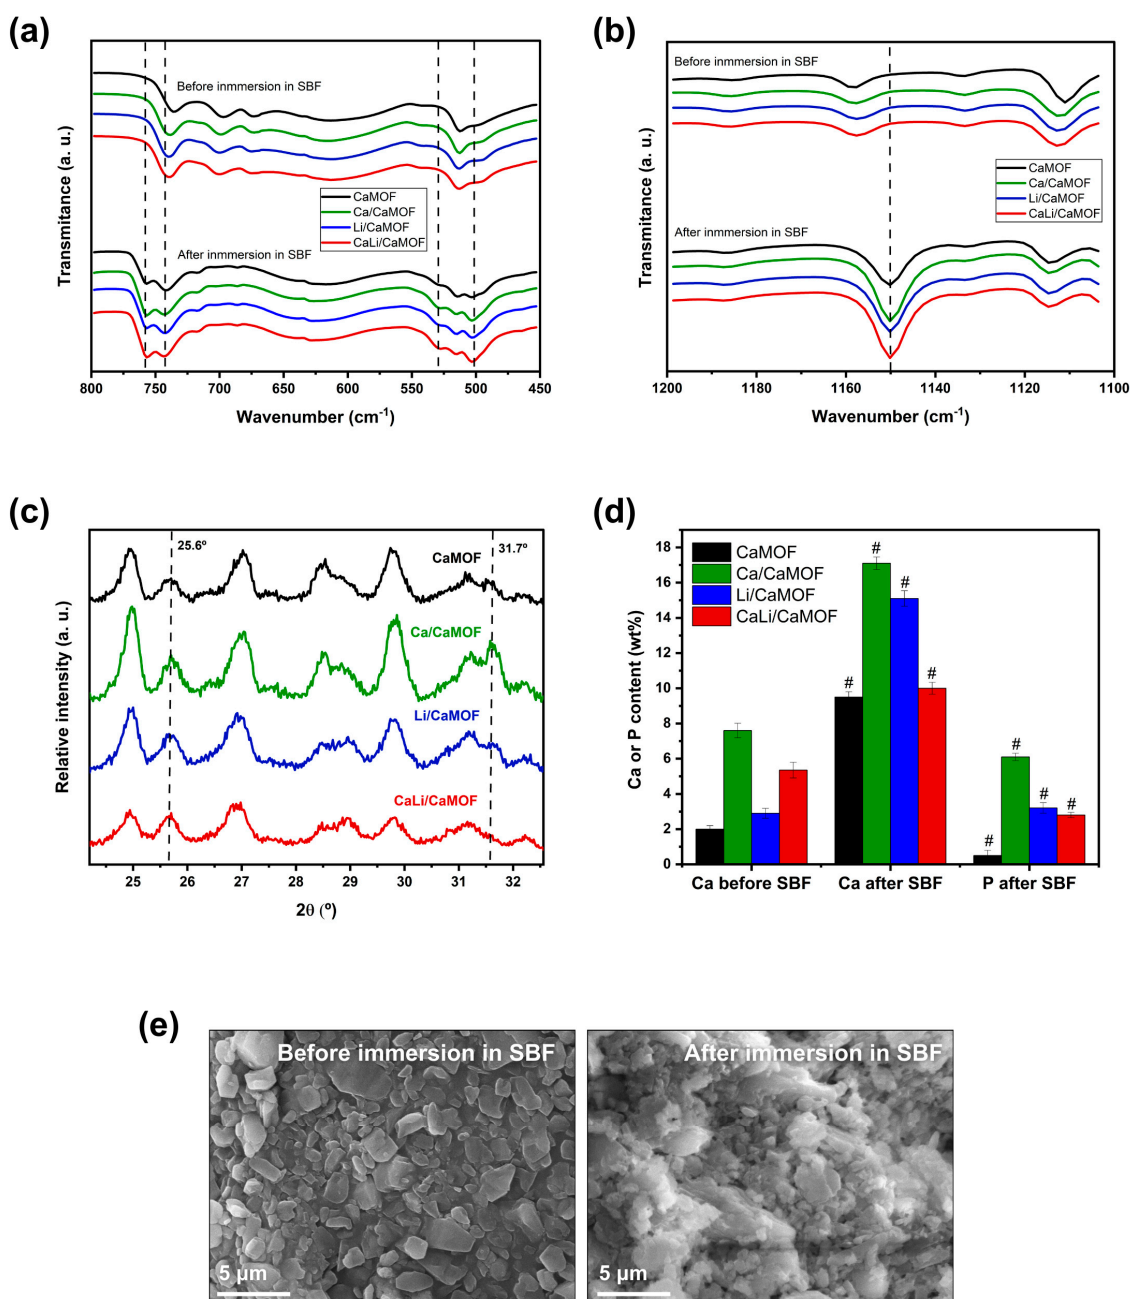 (a)
Before inmmersion in SBF
CaMOF
Ca/CaMOF
Li/CaMOF
CaLi/CaMOF
After inmmersion in SBF
Transmitance (a. u.)
800 750 700 650 600 550 500 450
Wavenumber (cm⁻¹)
(b)
Before inmmersion in SBF
CaMOF
Ca/CaMOF
Li/CaMOF
CaLi/CaMOF
After inmmersion in SBF
Transmitance (a. u.)
1200 1180 1160 1140 1120 1100
Wavenumber (cm⁻¹)
(c)
25.6º
31.7º
CaMOF
Ca/CaMOF
Li/CaMOF
CaLi/CaMOF
Relative intensity (a. u.)
25 26 27 28 29 30 31 32
2θ (º)
(d)
CaMOF
Ca/CaMOF
Li/CaMOF
CaLi/CaMOF
18
16
14
12
10
8
6
4
2
0
# # # #
# # # #
Ca or P content (wt%)
Ca before SBF Ca after SBF P after SBF
(e)
Before immersion in SBF
5 μm
After immersion in SBF
5 μm